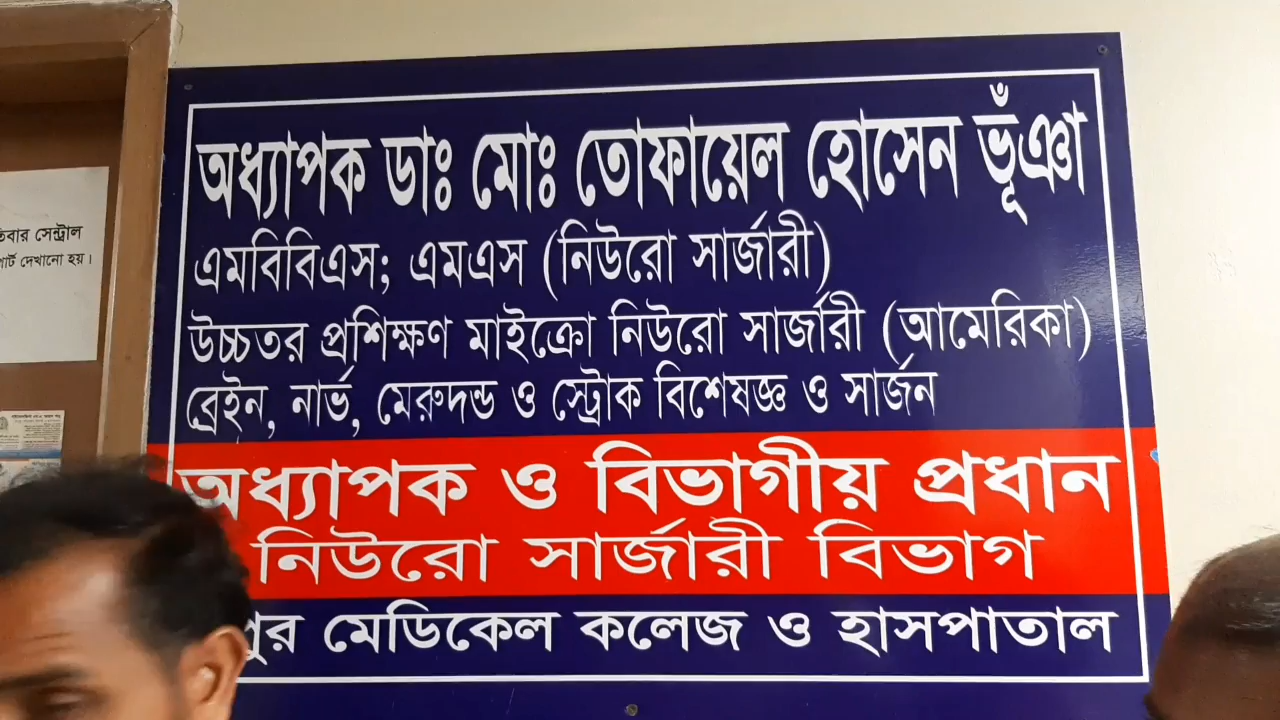 অধ্যাপক ডাঃ মোঃ তোফায়েল হোসেন ভূঁঞা
এমবিবিএস; এমএস (নিউরো সার্জারী)
উচ্চতর প্রশিক্ষণ মাইক্রো নিউরো সার্জারী (আমেরিকা)
ব্রেইন, নার্ভ, মেরুদন্ড ও স্ট্রোক বিশেষজ্ঞ ও সার্জন
অধ্যাপক ও বিভাগীয় প্রধান
নিউরো সার্জারী বিভাগ
মেডিকেল কলেজ ও হাসপাতাল
সেন্ট্রাল
দেখানো হয়।